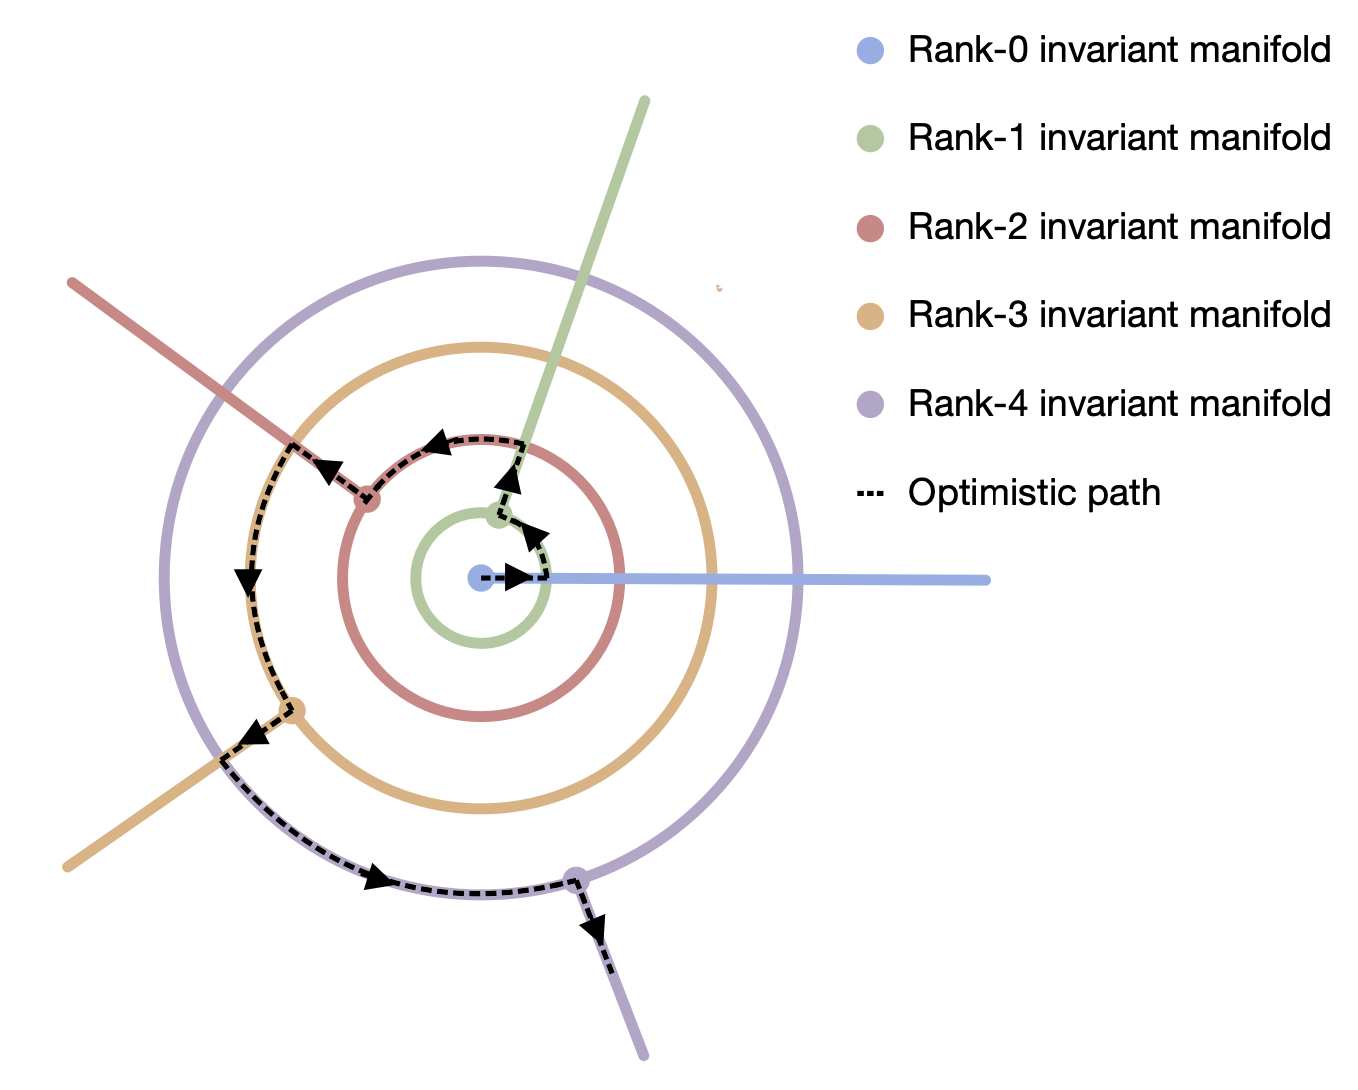 Rank-0 invariant manifold
Rank-1 invariant manifold
Rank-2 invariant manifold
Rank-3 invariant manifold
Rank-4 invariant manifold
Optimistic path